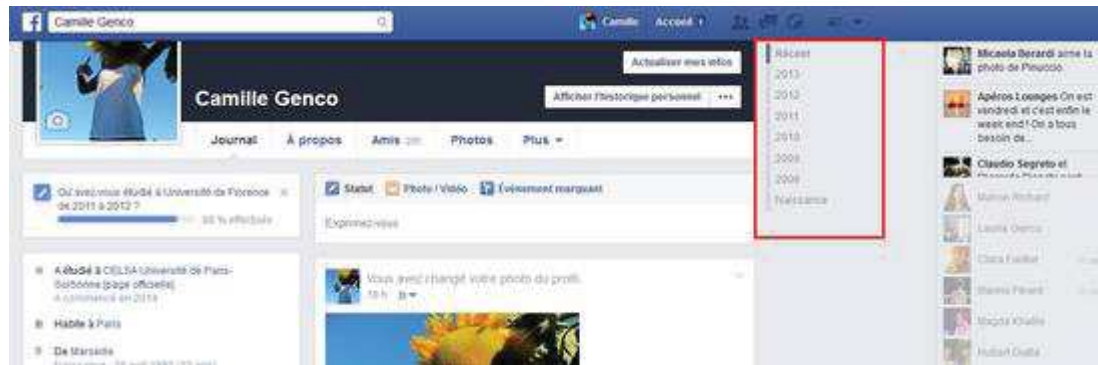 Camille Genco
Camille Accueil
Actualiser mes infos
Camille Genco
Afficher l'historique personnel
Journal À propos Amis Photos Plus
Récent
2013
2012
2011
2010
2009
2008
Naissance
Micaela Berardi aime la
photo de Pinuccio.
Apéros Lounges On est
vendredi et c'est enfin le
week end ! On a tous
besoin de...
Claudio Segreto et
Où avez-vous étudié à Université de Florence
de 2011 à 2012 ?
% effectués
Statut Photo / Vidéo Évènement marquant
Exprimez-vous
A étudié à CELSA Université de Paris-
Sorbonne [page officielle]
A commencé en 2014
Habite à Paris
De Marseille
Vous avez changé votre photo du profil.